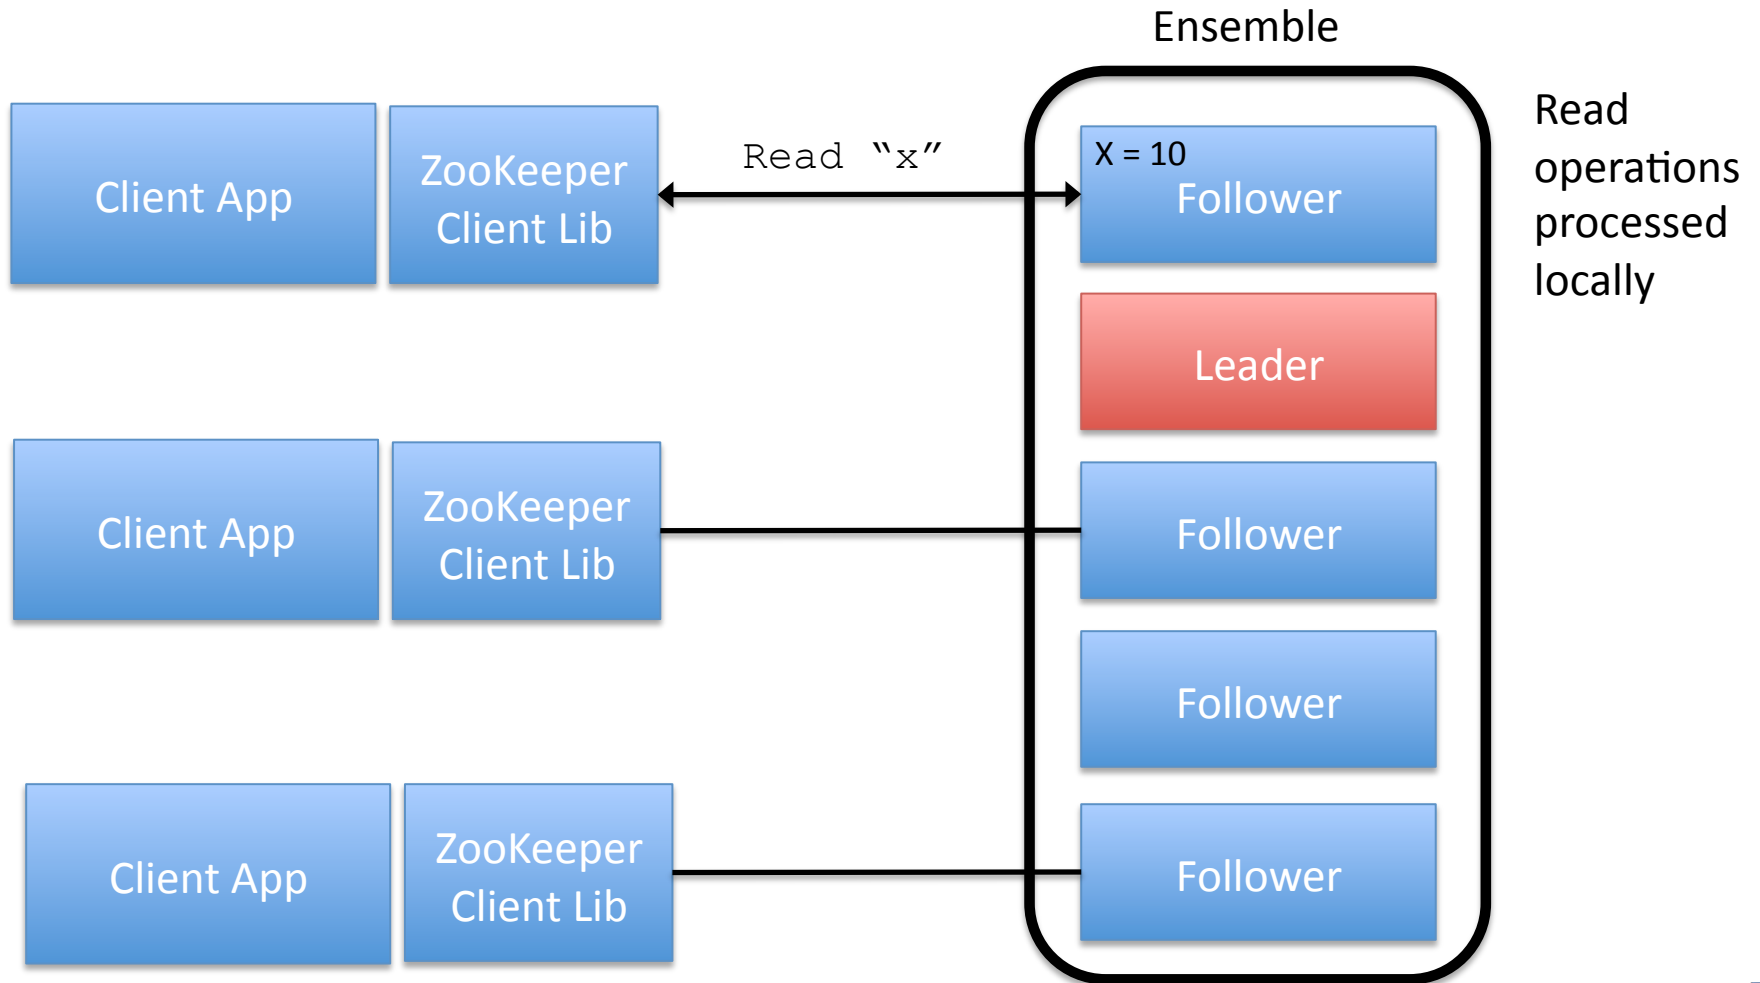 Ensemble
Client App
ZooKeeper
Client Lib
Read “x”
X = 10
Follower
Read
operations
processed
locally
Leader
Client App
ZooKeeper
Client Lib
Follower
Follower
Client App
ZooKeeper
Client Lib
Follower